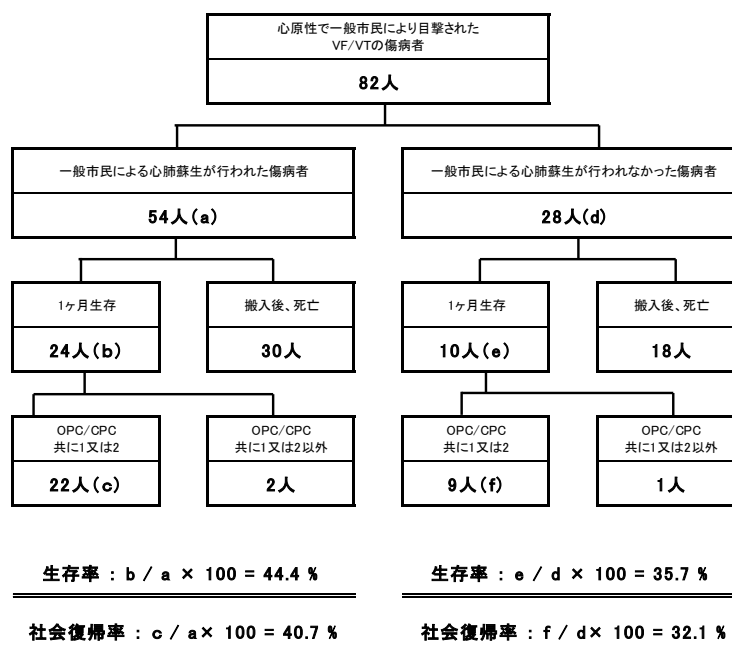 心原性で一般市民により目撃された
VF/VTの傷病者
82人
一般市民による心肺蘇生が行われた傷病者
54人(a)
一般市民による心肺蘇生が行われなかった傷病者
28人(d)
1ヶ月生存
24人(b)
搬入後、死亡
30人
1ヶ月生存
10人(e)
搬入後、死亡
18人
OPC/CPC
共に1又は2
22人(c)
OPC/CPC
共に1又は2以外
2人
OPC/CPC
共に1又は2
9人(f)
OPC/CPC
共に1又は2以外
1人
生存率 : b / a × 100 = 44.4 %
生存率 : e / d × 100 = 35.7 %
社会復帰率 : c / a× 100 = 40.7 %
社会復帰率 : f / d× 100 = 32.1 %